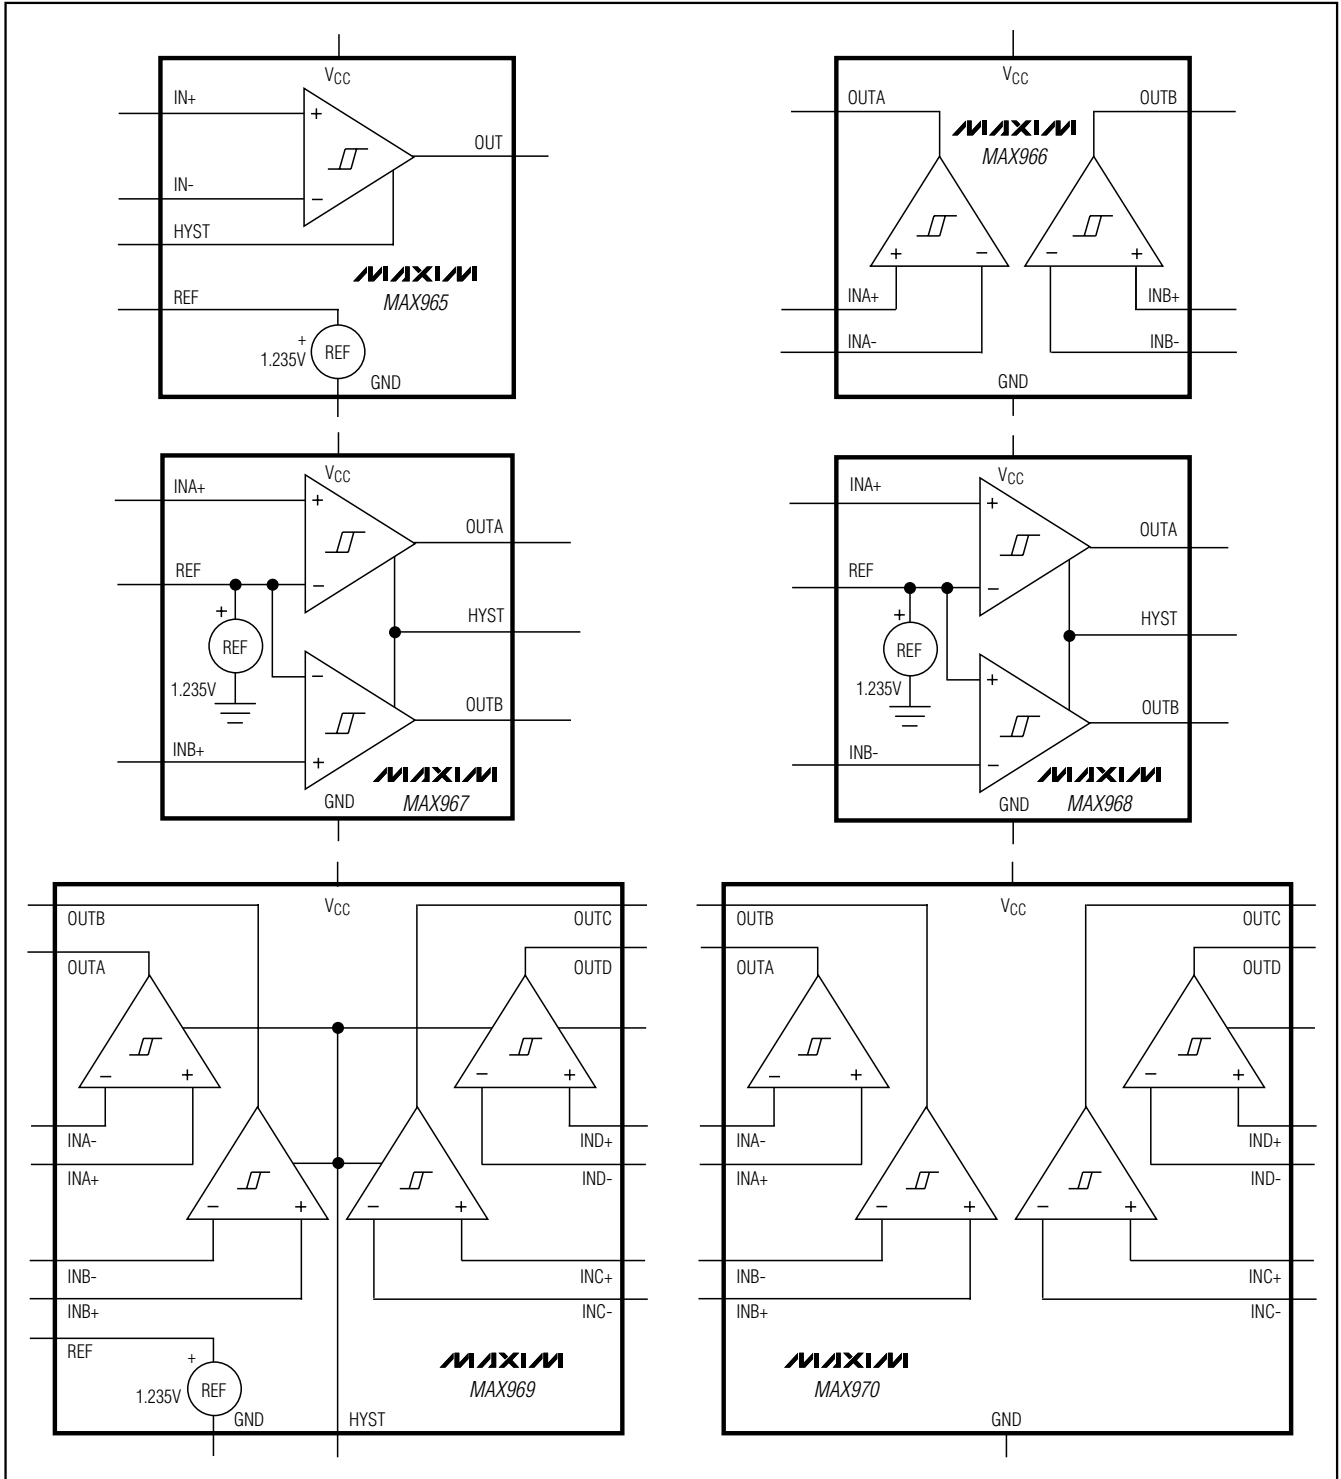 VCC
IN+
+
OUT
IN-
−
HYST
MAXIM
MAX965
REF
+
1.235V
REF
GND
VCC
OUTA
OUTB
MAXIM
MAX966
+
−
−
+
INA+
INB+
INA-
INB-
GND
VCC
INA+
+
OUTA
REF
−
+
HYST
REF
−
1.235V
OUTB
INB+
+
MAXIM
GND
MAX967
VCC
INA+
+
OUTA
REF
−
+
HYST
REF
+
1.235V
OUTB
INB-
−
MAXIM
GND
MAX968
VCC
OUTB
OUTC
OUTA
OUTD
−
+
−
+
INA-
IND+
INA+
IND-
−
+
−
+
INB-
INC+
INB+
INC-
REF
+
MAXIM
1.235V
REF
MAX969
GND
HYST
VCC
OUTB
OUTC
OUTA
OUTD
−
+
−
+
INA-
IND+
INA+
IND-
−
+
−
+
INB-
INC+
INB+
INC-
MAXIM
MAX970
GND